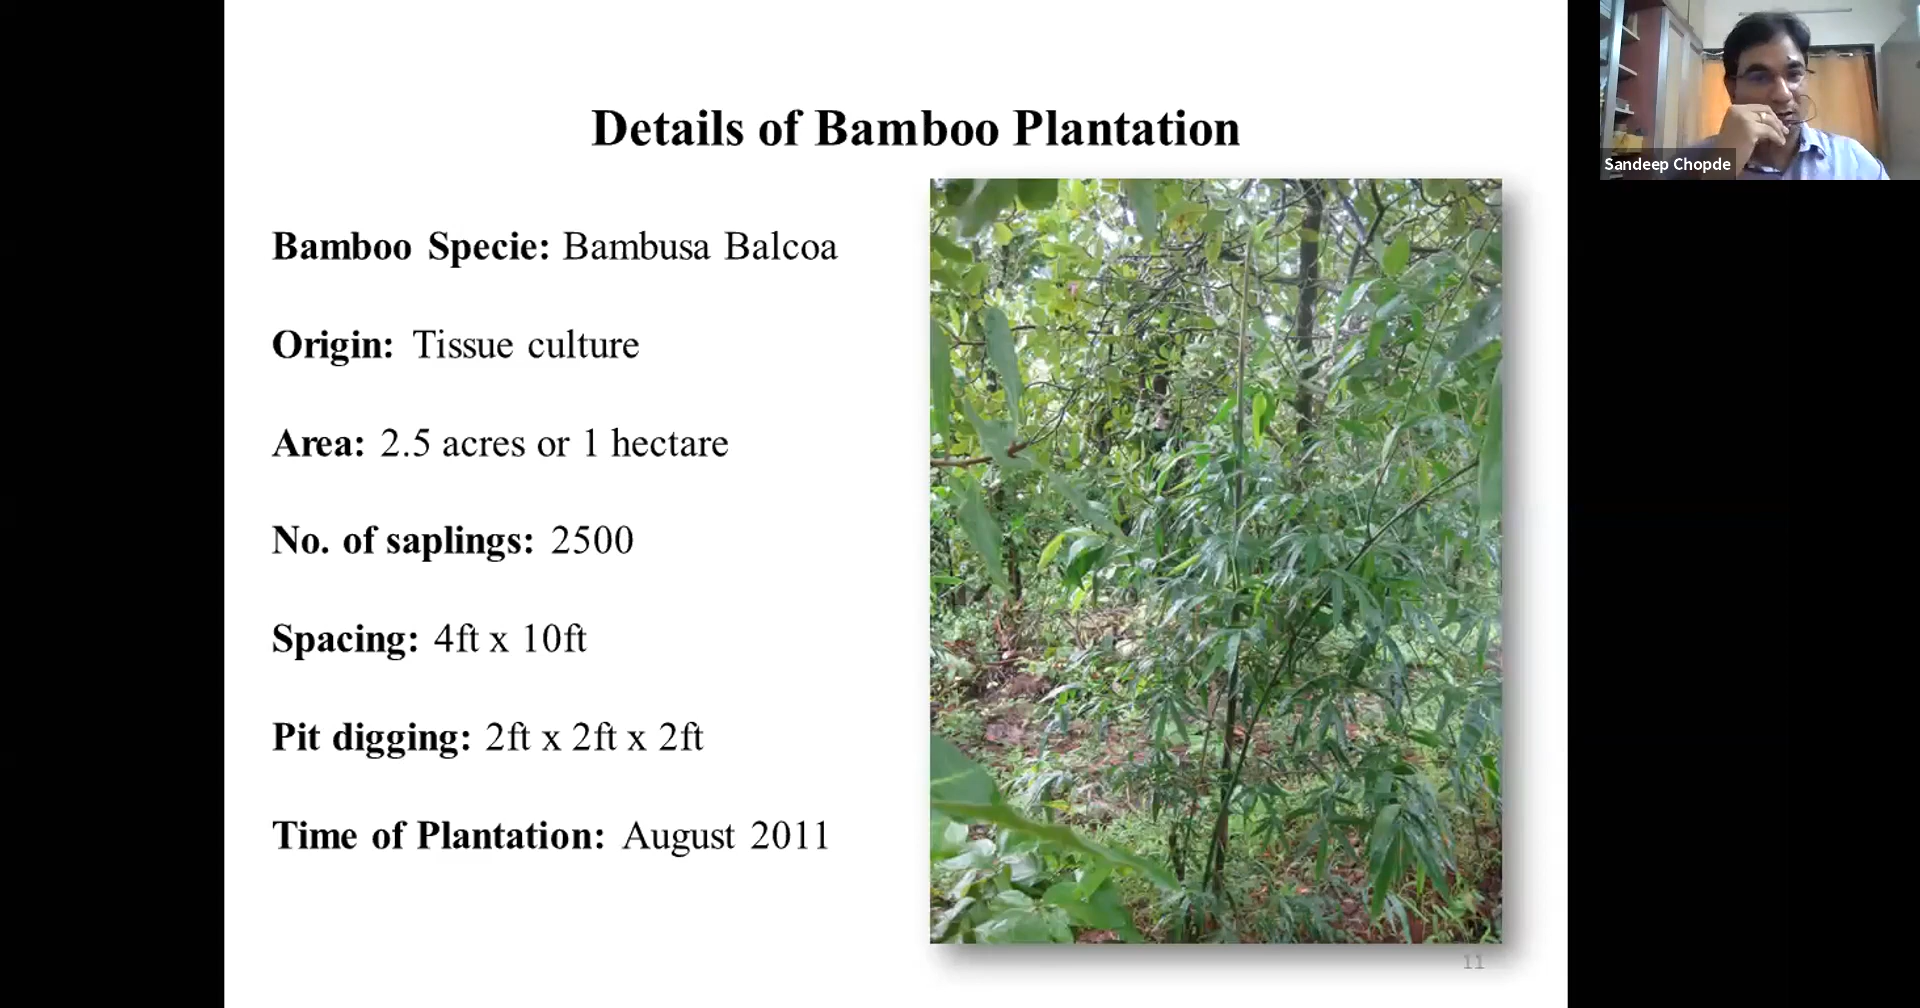 Details of Bamboo Plantation
Bamboo Specie: Bambusa Balcoa
Origin: Tissue culture
Area: 2.5 acres or 1 hectare
No. of saplings: 2500
Spacing: 4ft x 10ft
Pit digging: 2ft x 2ft x 2ft
Time of Plantation: August 2011
11
Sandeep Chopde